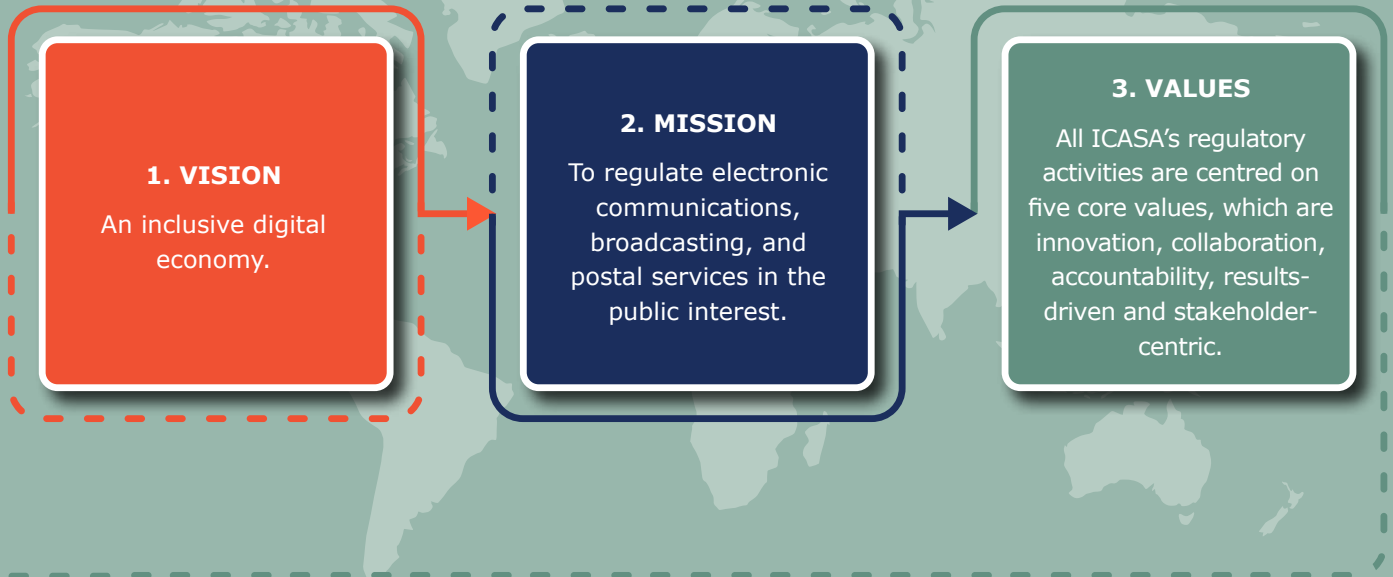 1. VISION
An inclusive digital
economy.
2. MISSION
To regulate electronic
communications,
broadcasting, and
postal services in the
public interest.
3. VALUES
All ICASA’s regulatory
activities are centred on
five core values, which are
innovation, collaboration,
accountability, results-
driven and stakeholder-
centric.